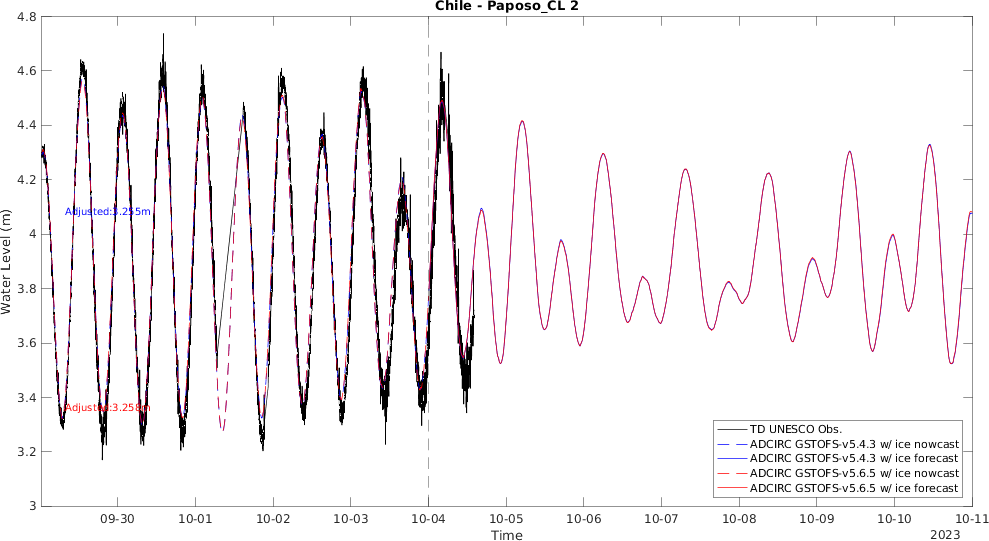 Chile - Paposo_CL 2
4.8
4.6
4.4
4.2
4
3.8
3.6
3.4
3.2
3
Water Level (m)
Adjusted:3.255m
Adjusted:3.258m
TD UNESCO Obs.
ADCIRC GSTOFS-v5.4.3 w/ ice nowcast
ADCIRC GSTOFS-v5.4.3 w/ ice forecast
ADCIRC GSTOFS-v5.6.5 w/ ice nowcast
ADCIRC GSTOFS-v5.6.5 w/ ice forecast
09-30 10-01 10-02 10-03 10-04 10-05 10-06 10-07 10-08 10-09 10-10 10-11
Time
2023